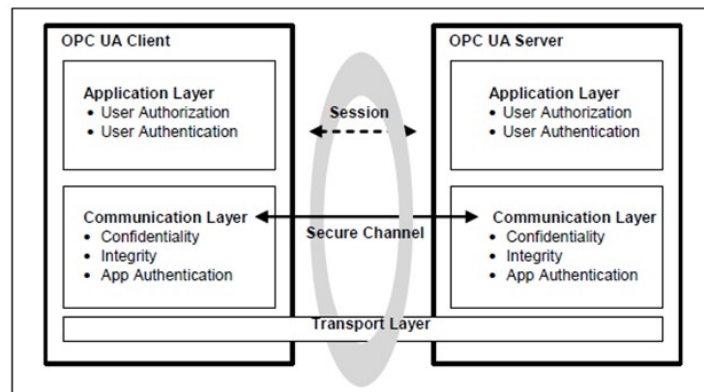 OPC UA Client
Application Layer
• User Authorization
• User Authentication
Communication Layer
• Confidentiality
• Integrity
• App Authentication
Session
Secure Channel
Transport Layer
OPC UA Server
Application Layer
• User Authorization
• User Authentication
Communication Layer
• Confidentiality
• Integrity
• App Authentication